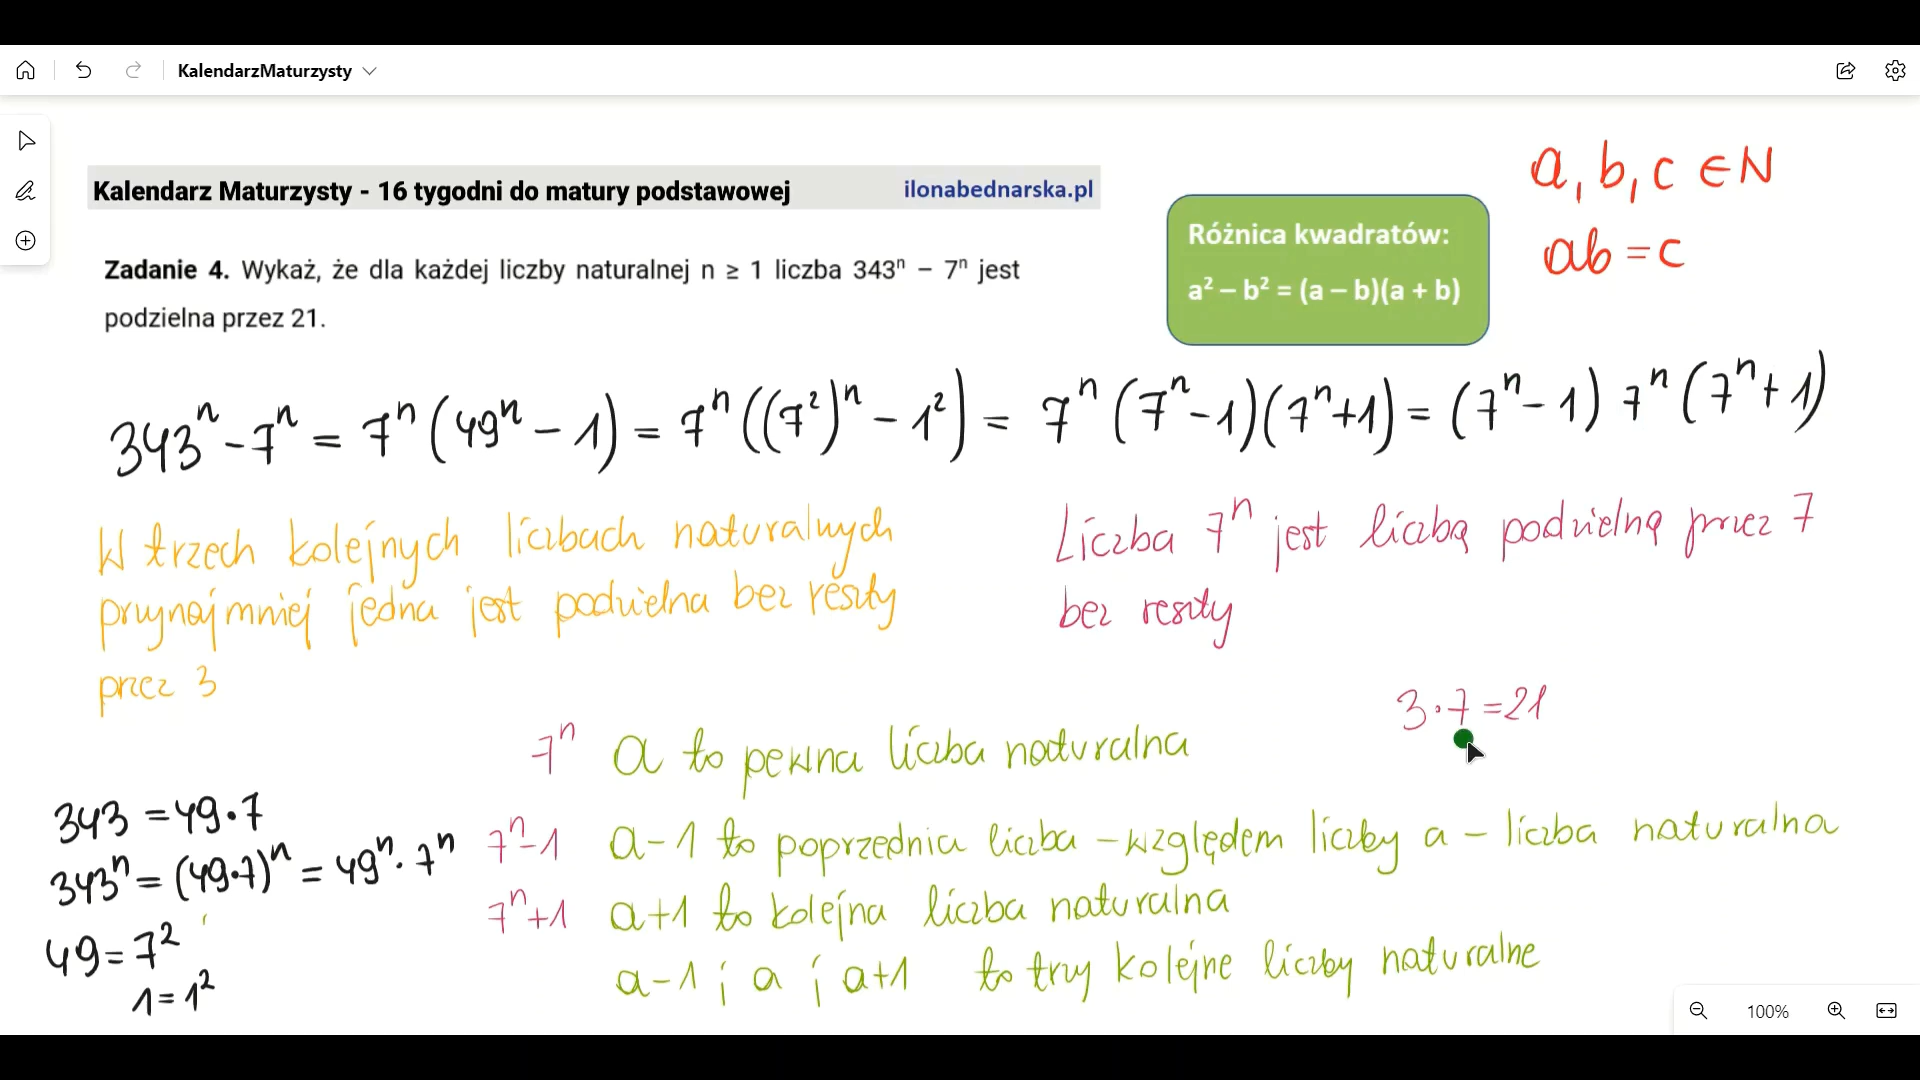 KalendarzMaturzysty
Kalendarz Maturzysty - 16 tygodni do matury podstawowej ilonabednarska.pl
Zadanie 4. Wykaż, że dla każdej liczby naturalnej n ≥ 1 liczba 343ⁿ – 7ⁿ jest
podzielna przez 21.
Różnica kwadratów:
a² – b² = (a – b)(a + b)
a, b, c ∈ N
ab = c
343ⁿ - 7ⁿ = 7ⁿ (49ⁿ - 1) = 7ⁿ ((7²)ⁿ - 1²) = 7ⁿ (7ⁿ - 1)(7ⁿ + 1) = (7ⁿ - 1) 7ⁿ (7ⁿ + 1)
W trzech kolejnych liczbach naturalnych
przynajmniej jedna jest podzielna bez reszty
przez 3
Liczba 7ⁿ jest liczbą podzielną przez 7
bez reszty
3 · 7 = 21
7ⁿ a to pewna liczba naturalna
7ⁿ - 1 a - 1 to poprzednia liczba - względem liczby a - liczba naturalna
7ⁿ + 1 a + 1 to kolejna liczba naturalna
a - 1 ; a ; a + 1 to trzy kolejne liczby naturalne
343 = 49 · 7
343ⁿ = (49 · 7)ⁿ = 49ⁿ · 7ⁿ
49 = 7²
1 = 1²
100%